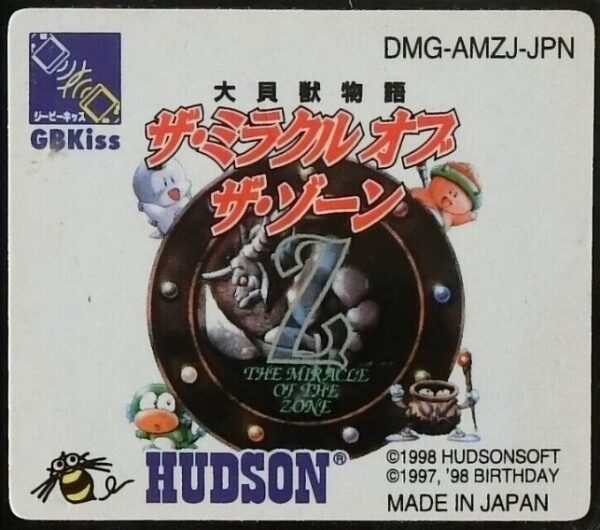 DMG-AMZJ-JPN
ジーピーキッス
GBKiss
大貝獣物語
ザ・ミラクル オブ
ザ・ゾーン
Z
THE MIRACLE
OF THE
ZONE
HUDSON®
©1998 HUDSONSOFT
©1997, '98 BIRTHDAY
MADE IN JAPAN